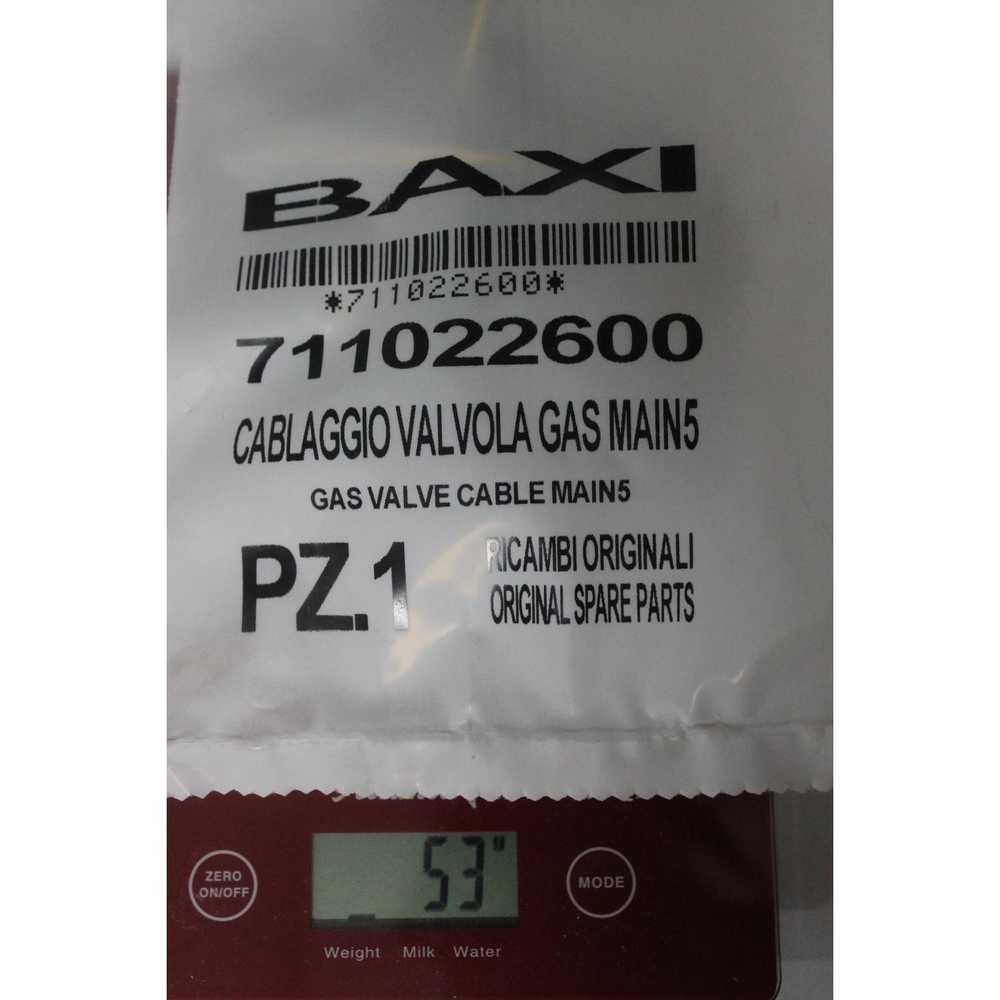 BAXI
*711022600*
711022600
CABLAGGIO VALVOLA GAS MAIN5
GAS VALVE CABLE MAIN5
PZ.1
RICAMBI ORIGINALI
ORIGINAL SPARE PARTS
ZERO
ON/OFF
53 g
MODE
Weight Milk Water